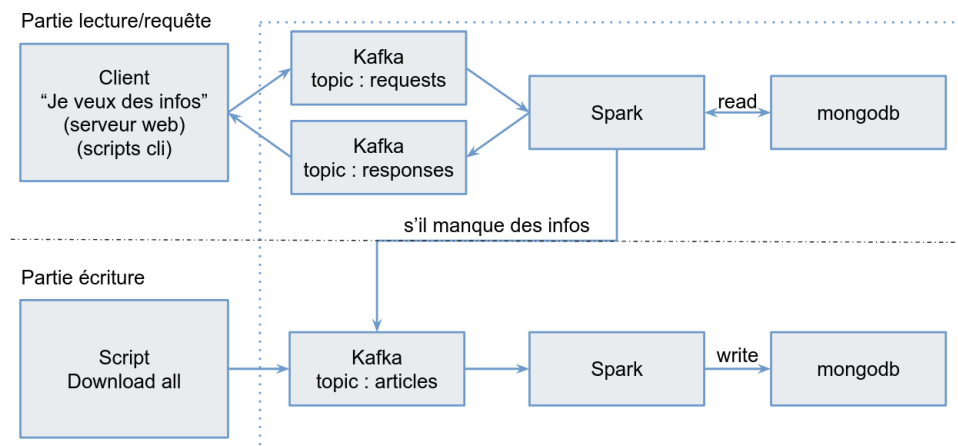 Partie lecture/requête
Client
“Je veux des infos”
(serveur web)
(scripts cli)
Kafka
topic : requests
Kafka
topic : responses
Spark
read
mongodb
s’il manque des infos
Partie écriture
Script
Download all
Kafka
topic : articles
Spark
write
mongodb